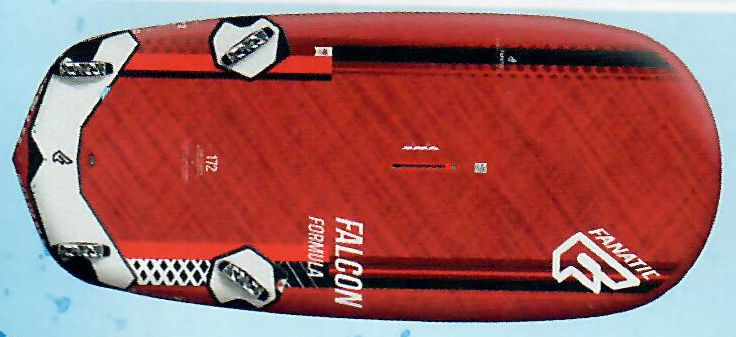 FANATIC
FALCON
FORMULA
172